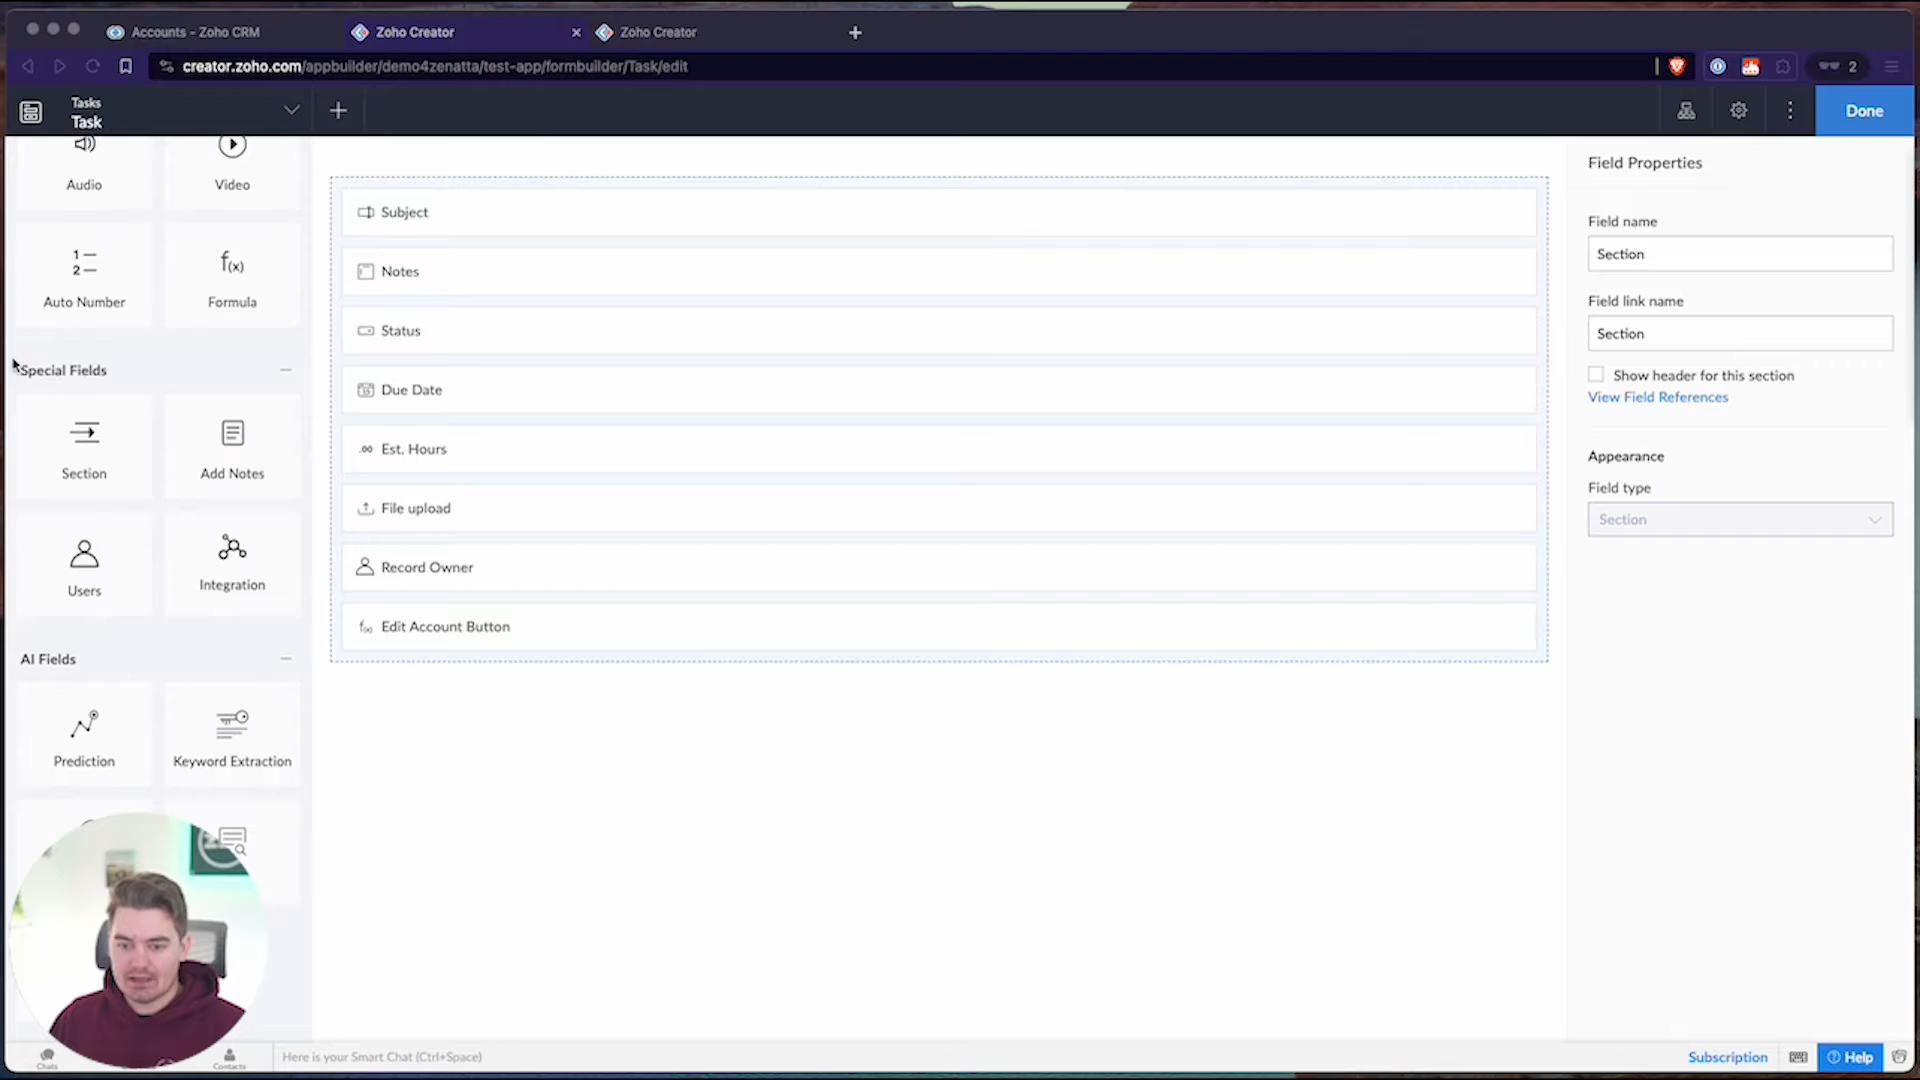 Accounts - Zoho CRM
Zoho Creator
Zoho Creator
creator.zoho.com/appbuilder/demo4zenatta/test-app/formbuilder/Task/edit
2
Tasks
Task
Done
Audio
Video
Auto Number
Formula
Special Fields
Section
Add Notes
Users
Integration
AI Fields
Prediction
Keyword Extraction
Subject
Notes
Status
Due Date
Est. Hours
File upload
Record Owner
Edit Account Button
Field Properties
Field name
Section
Field link name
Section
Show header for this section
View Field References
Appearance
Field type
Section
Chats
Contacts
Here is your Smart Chat (Ctrl+Space)
Subscription
Help